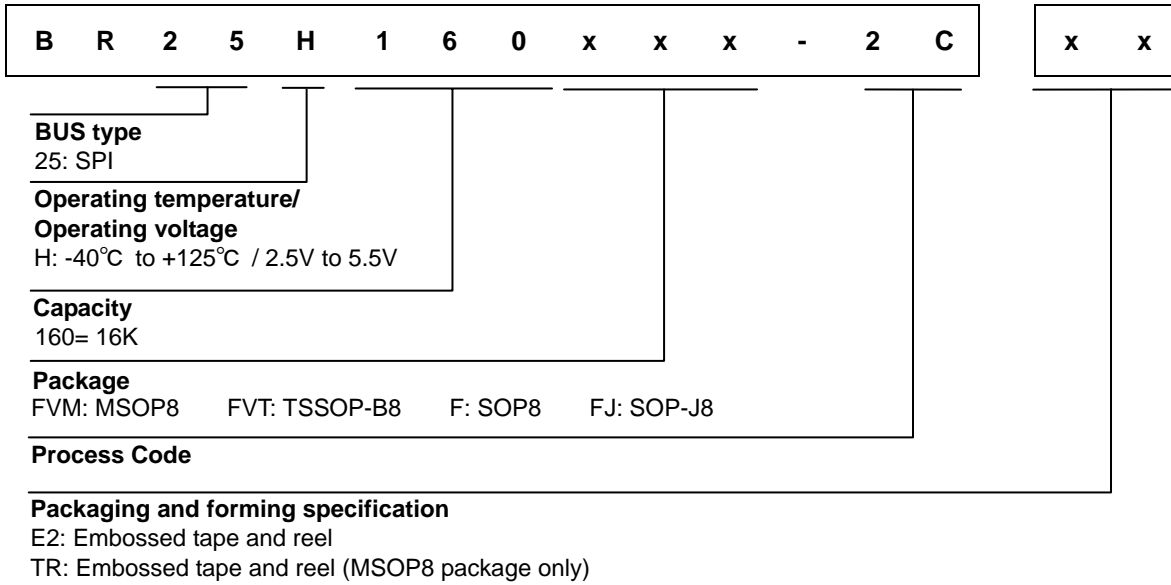 B R 2 5 H 1 6 0 x x x - 2 C x x
BUS type
25: SPI
Operating temperature/
Operating voltage
H: -40℃ to +125℃ / 2.5V to 5.5V
Capacity
160= 16K
Package
FVM: MSOP8 FVT: TSSOP-B8 F: SOP8 FJ: SOP-J8
Process Code
Packaging and forming specification
E2: Embossed tape and reel
TR: Embossed tape and reel (MSOP8 package only)